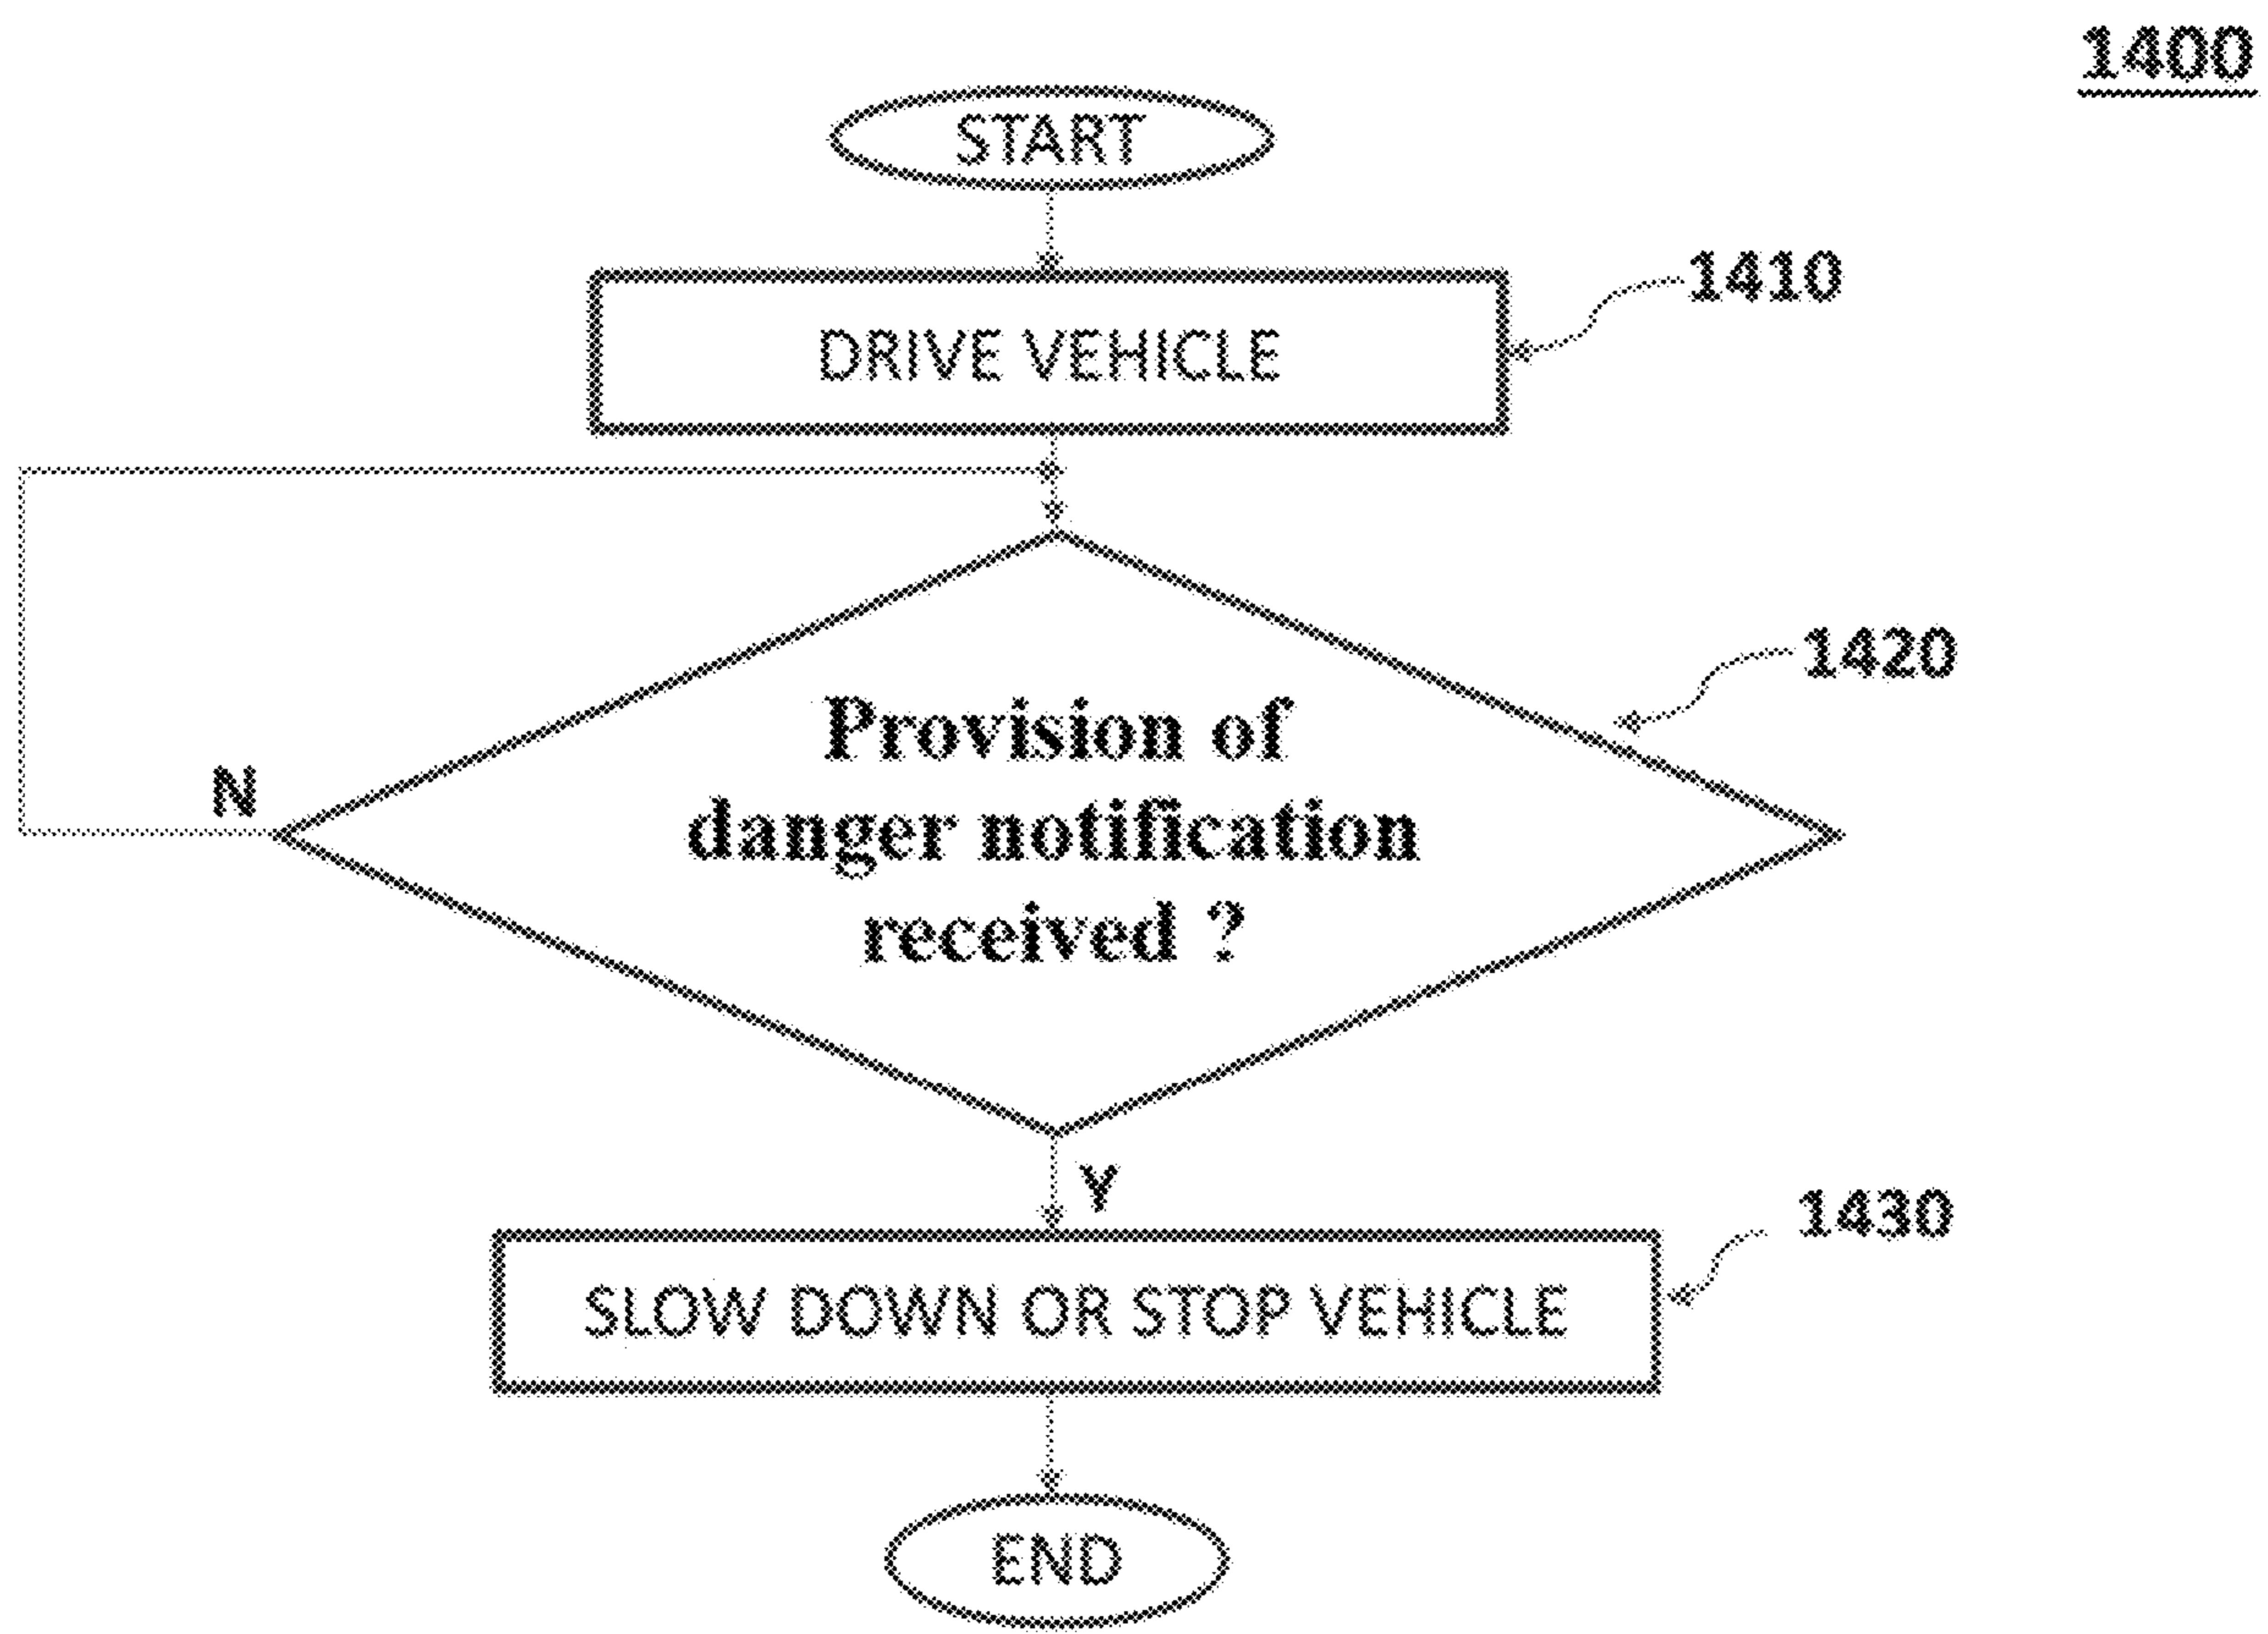 1400
START
1410
DRIVE VEHICLE
1420
Provision of
danger notification
received ?
N
Y
1430
SLOW DOWN OR STOP VEHICLE
END